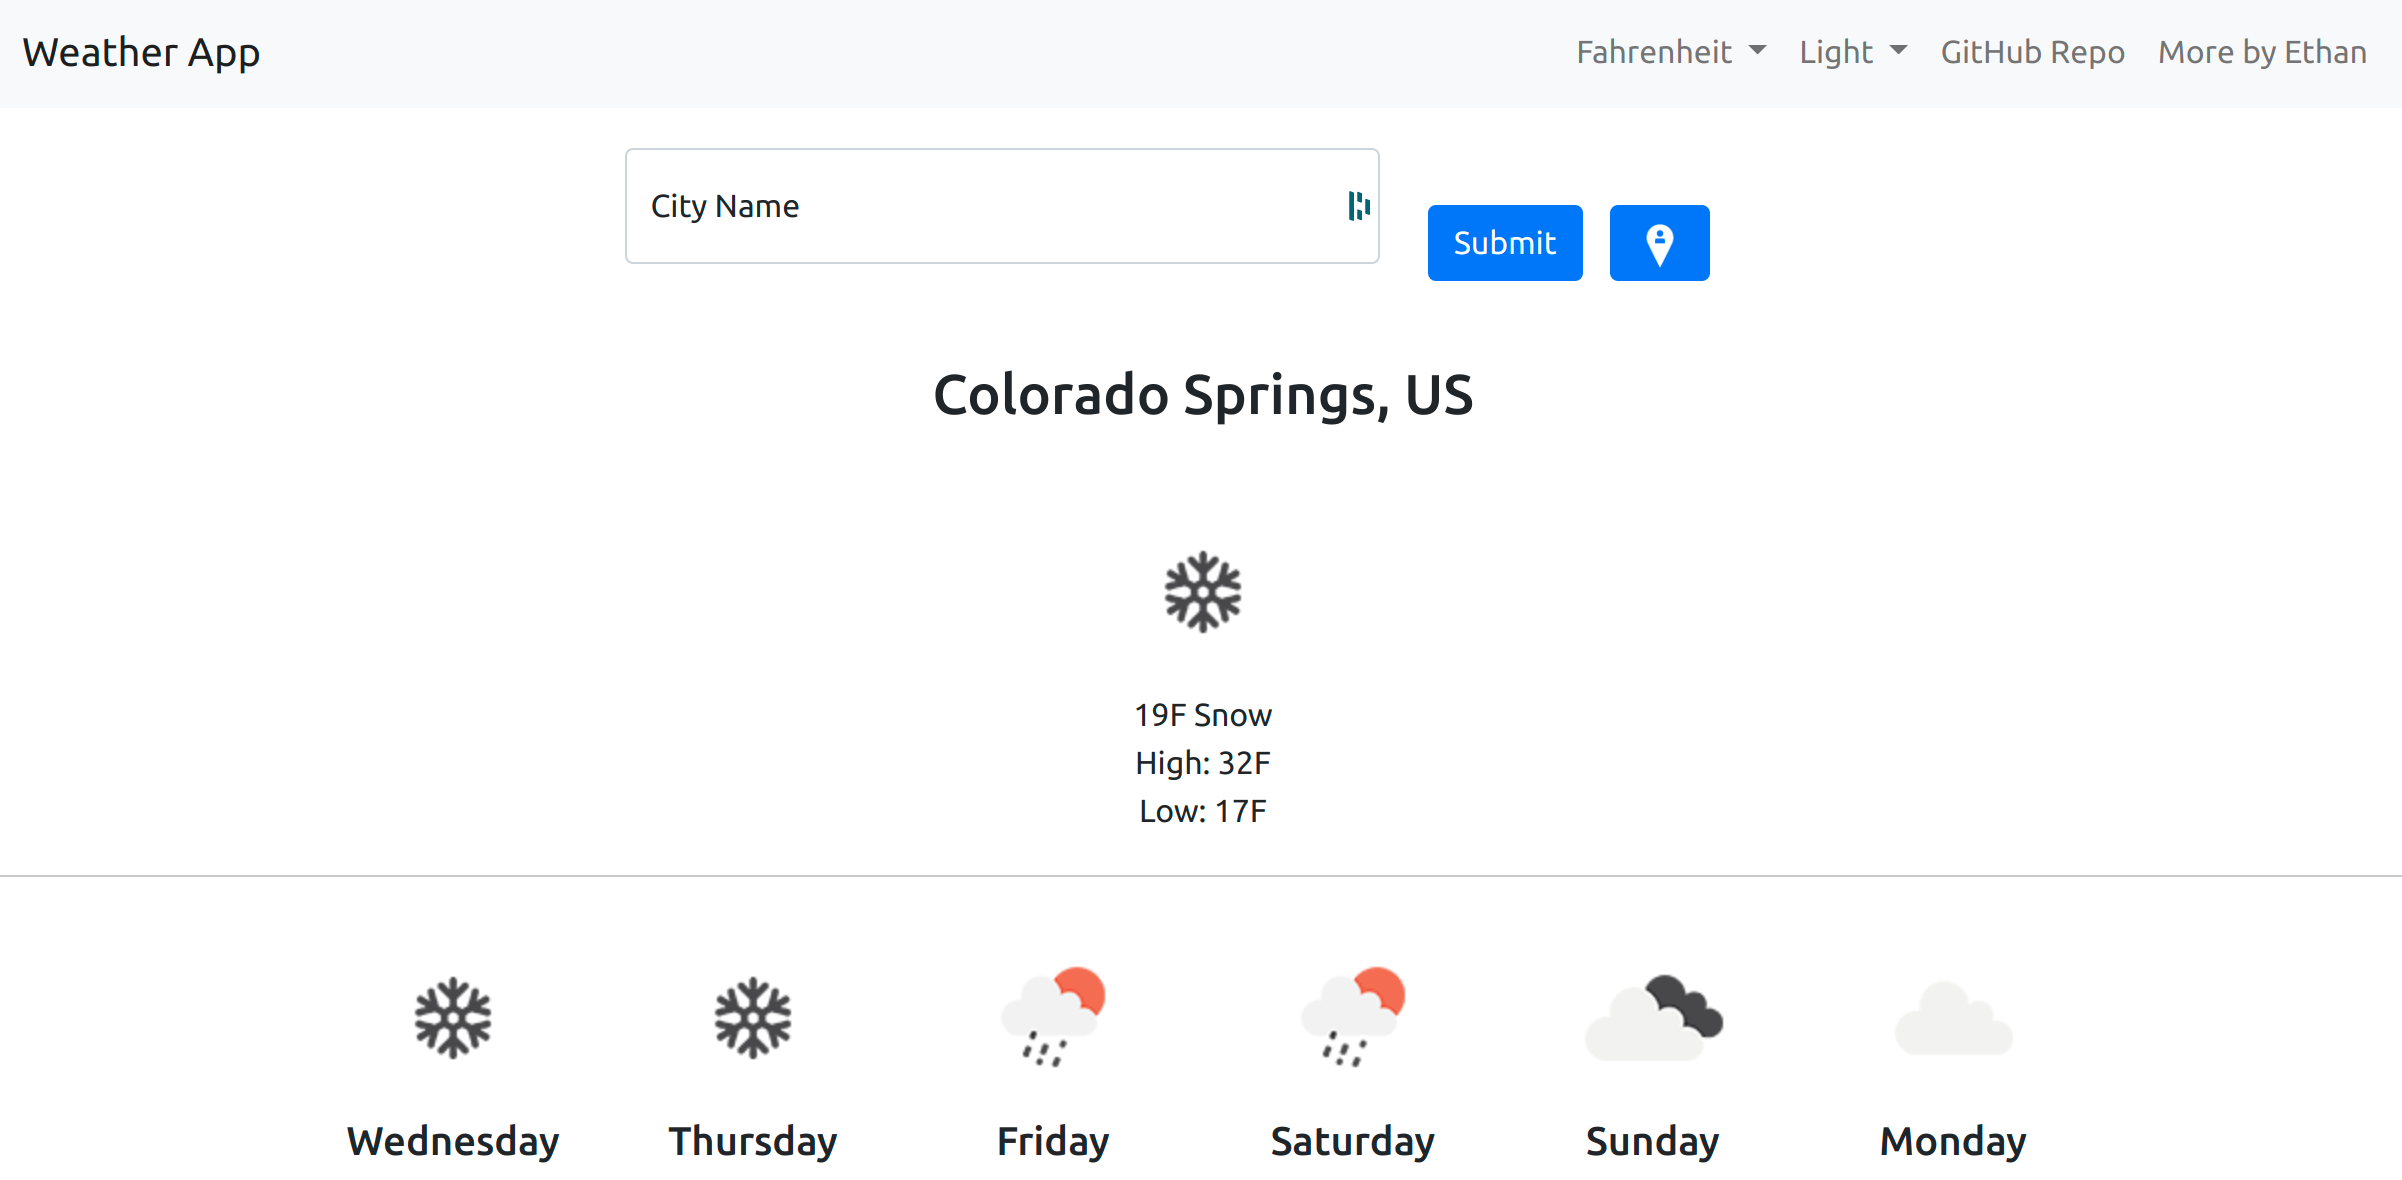 Weather App Fahrenheit Light GitHub Repo More by Ethan
City Name
Submit
Colorado Springs, US
19F Snow
High: 32F
Low: 17F
Wednesday Thursday Friday Saturday Sunday Monday